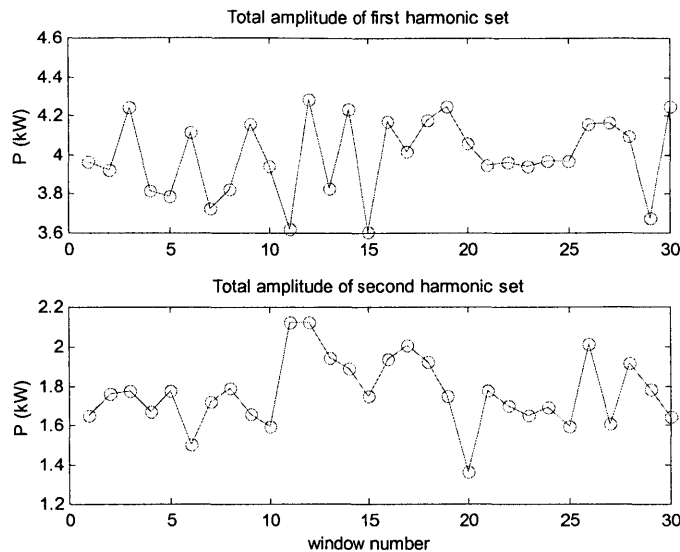 Total amplitude of first harmonic set
4.6
4.4
4.2
4
3.8
3.6
P (kW)
0 5 10 15 20 25 30
Total amplitude of second harmonic set
2.2
2
1.8
1.6
1.4
1.2
P (kW)
0 5 10 15 20 25 30
window number